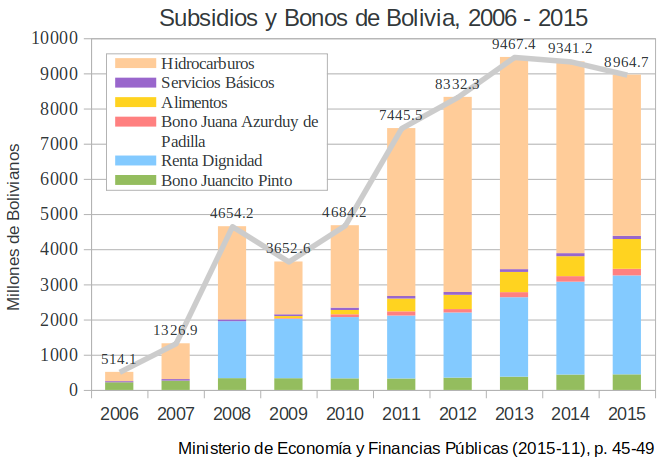 Subsidios y Bonos de Bolivia, 2006 - 2015
Millones de Bolivianos
10000
9000
8000
7000
6000
5000
4000
3000
2000
1000
0
Hidrocarburos
Servicios Básicos
Alimentos
Bono Juana Azurduy de
Padilla
Renta Dignidad
Bono Juancito Pinto
514.1
1326.9
4654.2
3652.6
4684.2
7445.5
8332.3
9467.4
9341.2
8964.7
2006 2007 2008 2009 2010 2011 2012 2013 2014 2015
Ministerio de Economía y Financias Públicas (2015-11), p. 45-49